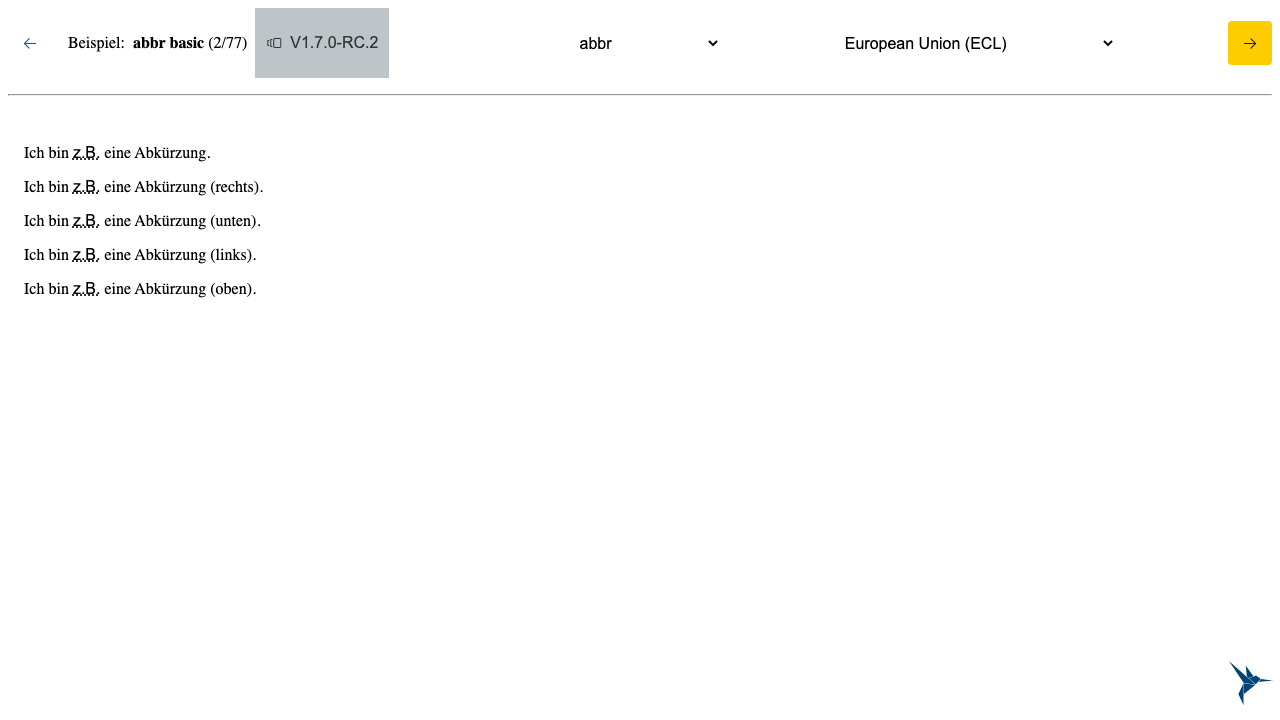 Beispiel: abbr basic (2/77) V1.7.0-RC.2 abbr European Union (ECL)
Ich bin z.B. eine Abkürzung.
Ich bin z.B. eine Abkürzung (rechts).
Ich bin z.B. eine Abkürzung (unten).
Ich bin z.B. eine Abkürzung (links).
Ich bin z.B. eine Abkürzung (oben).